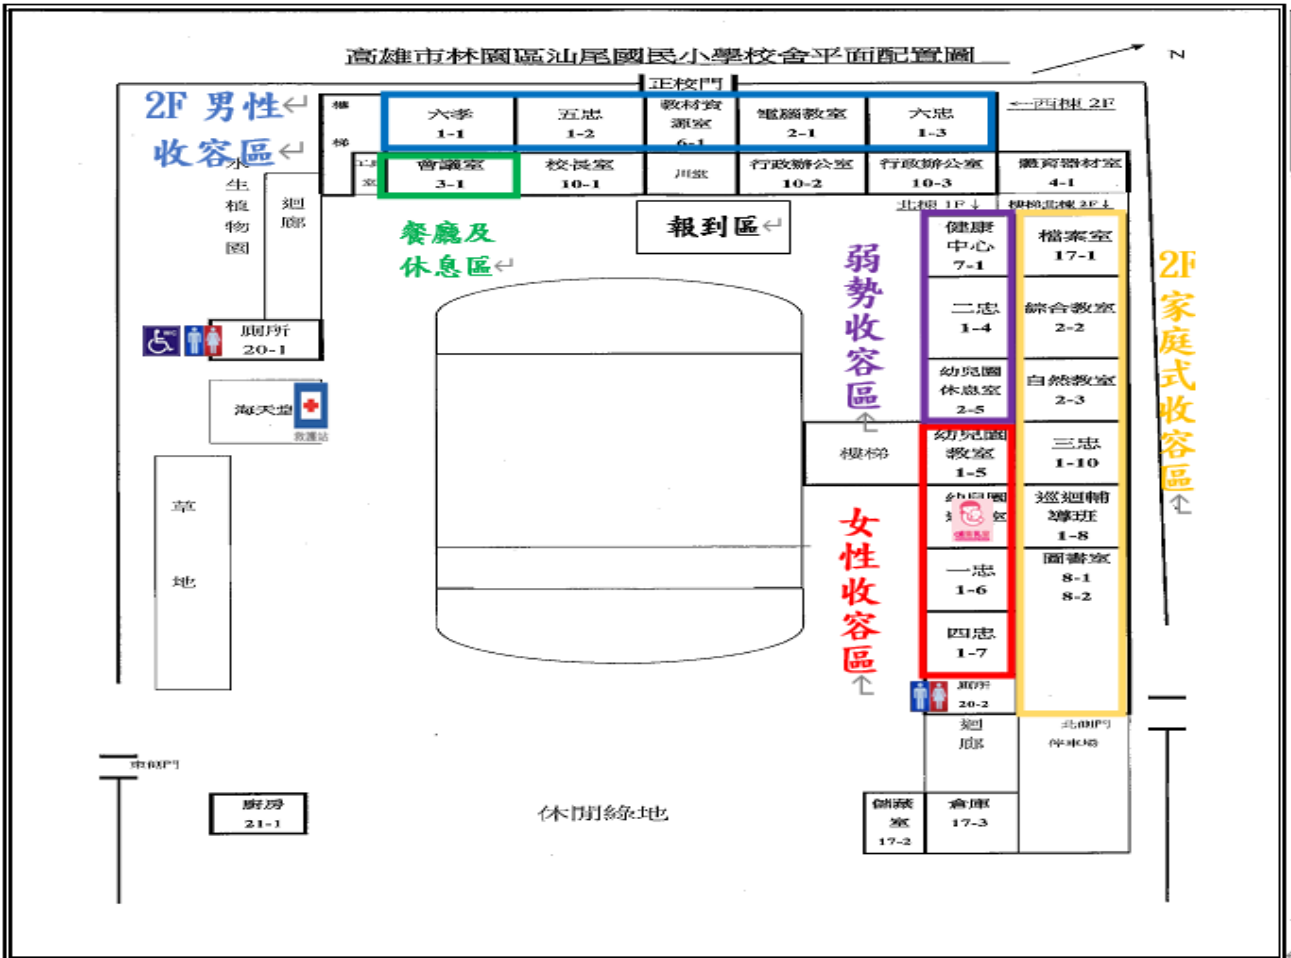 高雄市林園區汕尾國民小學校舍平面配置圖
N
正校門
2F 男性
收容區
樓
梯
六孝
1-1
五忠
1-2
教材資
源室
6-1
電腦教室
2-1
六忠
1-3
←西棟 2F
會議室
3-1
校長室
10-1
川堂
行政辦公室
10-2
行政辦公室
10-3
體育器材室
4-1
水
生
植
物
園
迴
廊
餐廳及
休息區
報到區
北棟 1F↓
樓梯北棟 2F↓
健康
中心
7-1
檔案室
17-1
二忠
1-4
綜合教室
2-2
幼兒園
休息室
2-5
自然教室
2-3
弱勢收容區
2F家庭式收容區
廁所
20-1
海天堂
救護站
樓梯
幼兒園
教室
1-5
三忠
1-10
巡迴輔
導班
1-8
一忠
1-6
圖書室
8-1
8-2
四忠
1-7
女性收容區
草
地
廁所
20-2
迴
廊
北側門
停車場
東側門
廚房
21-1
休閒綠地
儲藏
室
17-2
倉庫
17-3